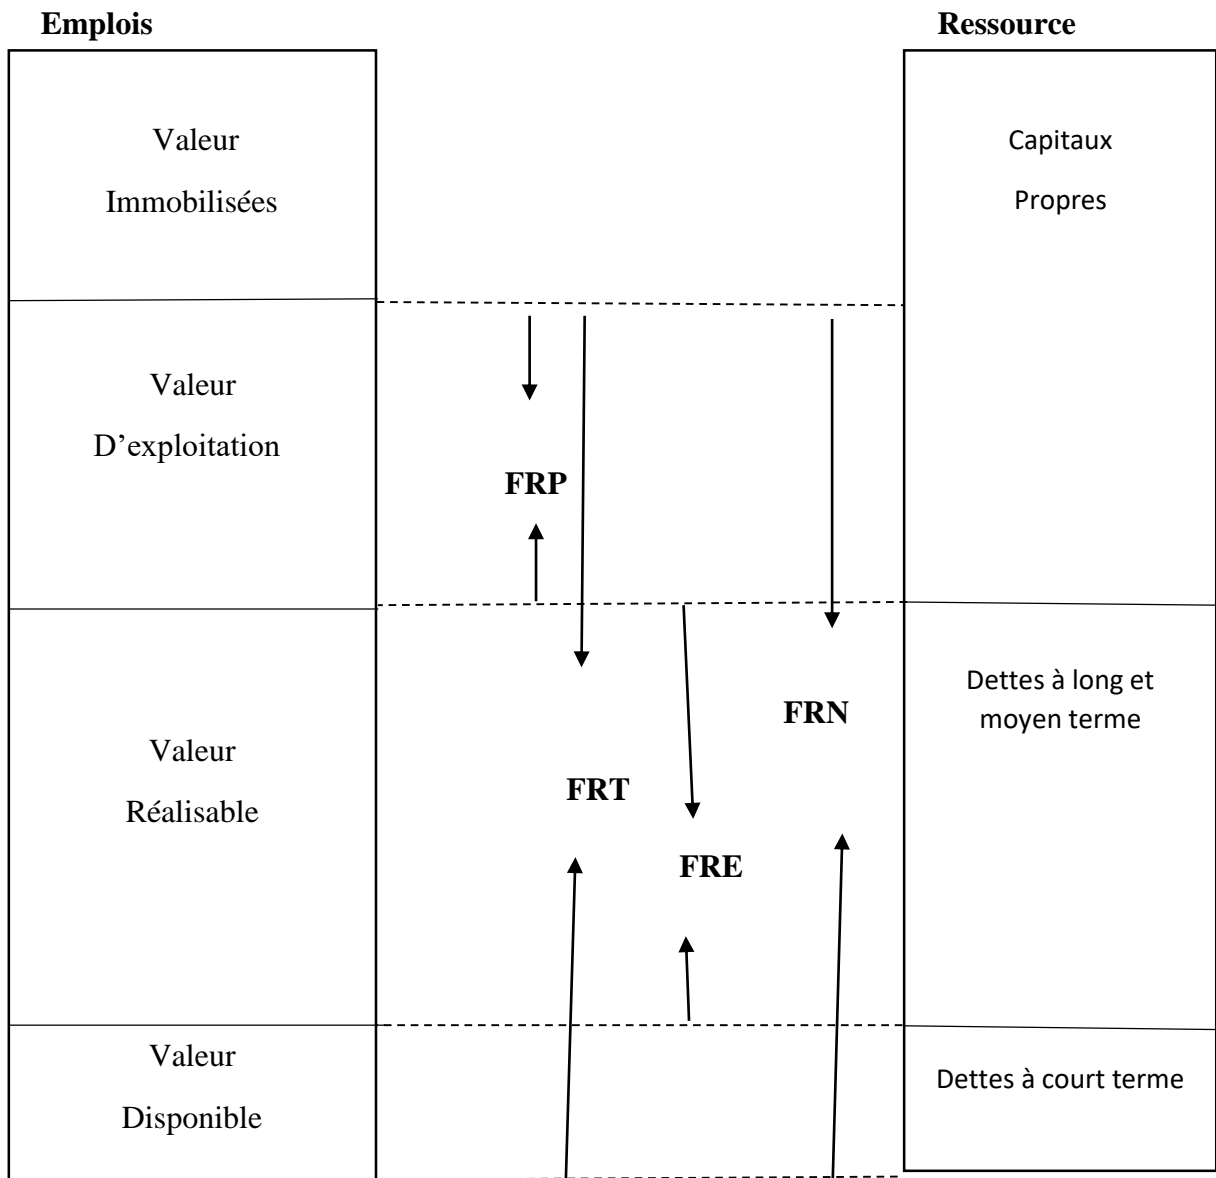 Emplois
Ressource
Valeur
Immobilisées
Capitaux
Propres
Valeur
D’exploitation
FRP
Dettes à long et
moyen terme
FRN
Valeur
Réalisable
FRT
FRE
Valeur
Disponible
Dettes à court terme